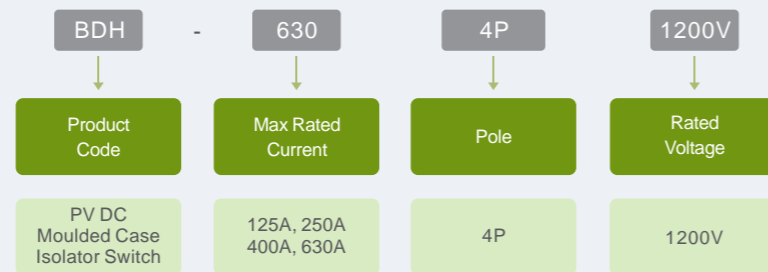 BDH - 630 4P 1200V
Product Code
Max Rated Current
Pole
Rated Voltage
PV DC
Moulded Case
Isolator Switch
125A, 250A
400A, 630A
4P
1200V